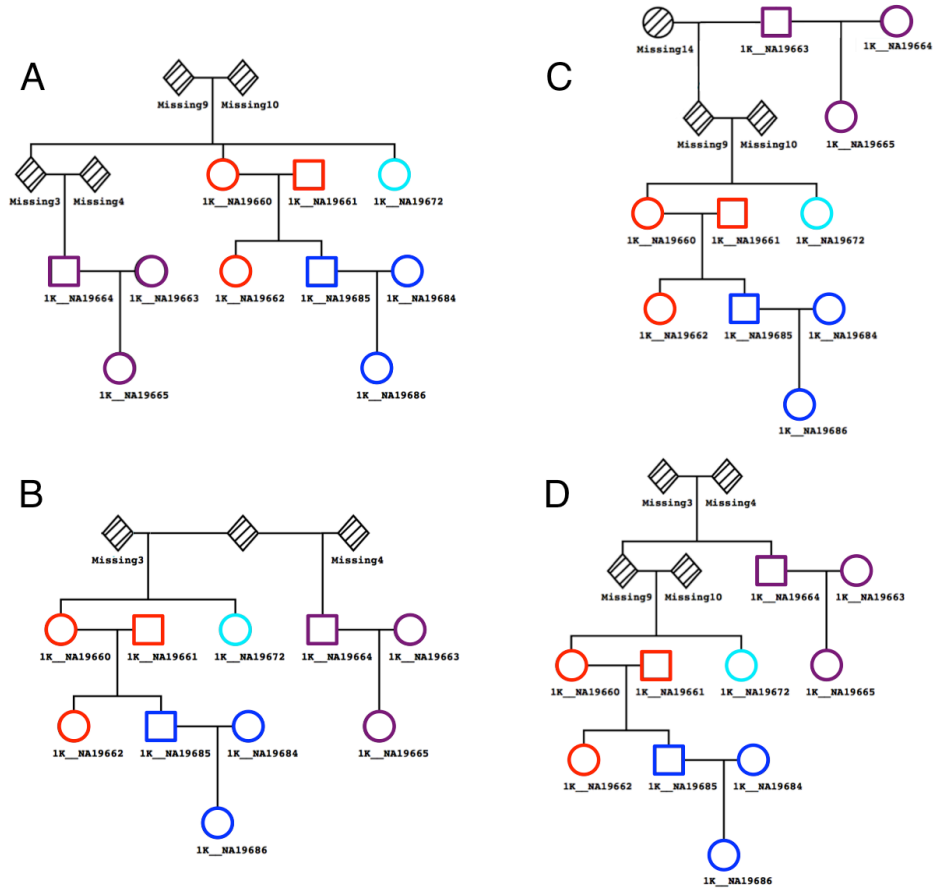 A
Missing9 Missing10
Missing3 Missing4 1K__NA19660 1K__NA19661 1K__NA19672
1K__NA19664 1K__NA19663 1K__NA19662 1K__NA19685 1K__NA19684
1K__NA19665 1K__NA19686
C
Missing14 1K__NA19663 1K__NA19664
Missing9 Missing10 1K__NA19665
1K__NA19660 1K__NA19661 1K__NA19672
1K__NA19662 1K__NA19685 1K__NA19684
1K__NA19686
B
Missing3 Missing4
1K__NA19660 1K__NA19661 1K__NA19672 1K__NA19664 1K__NA19663
1K__NA19662 1K__NA19685 1K__NA19684 1K__NA19665
1K__NA19686
D
Missing3 Missing4
Missing9 Missing10 1K__NA19664 1K__NA19663
1K__NA19660 1K__NA19661 1K__NA19672 1K__NA19665
1K__NA19662 1K__NA19685 1K__NA19684
1K__NA19686